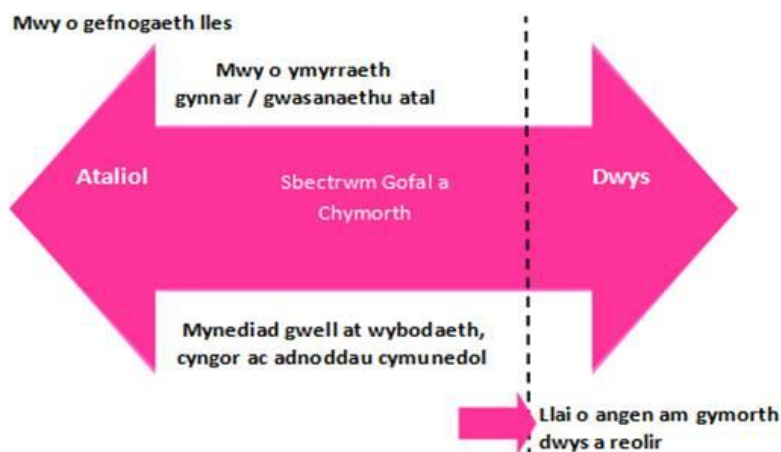 Mwy o gefnogaeth lles
Mwy o ymyrraeth
gynnar / gwasanaethu atal
Ataliol
Sbectrwm Gofal a
Chymorth
Dwys
Mynediad gwell at wybodaeth,
cyngor ac adnoddau cymunedol
Llai o angen am gymorth
dwys a reolir